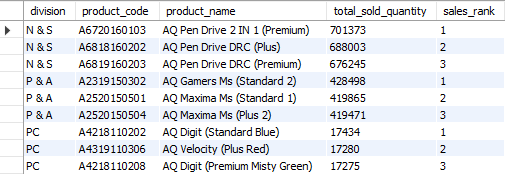 division product_code product_name total_sold_quantity sales_rank
N & S A6720160103 AQ Pen Drive 2 IN 1 (Premium) 701373 1
N & S A6818160202 AQ Pen Drive DRC (Plus) 688003 2
N & S A6819160203 AQ Pen Drive DRC (Premium) 676245 3
P & A A2319150302 AQ Gamers Ms (Standard 2) 428498 1
P & A A2520150501 AQ Maxima Ms (Standard 1) 419865 2
P & A A2520150504 AQ Maxima Ms (Plus 2) 419471 3
PC A4218110202 AQ Digit (Standard Blue) 17434 1
PC A4319110306 AQ Velocity (Plus Red) 17280 2
PC A4218110208 AQ Digit (Premium Misty Green) 17275 3